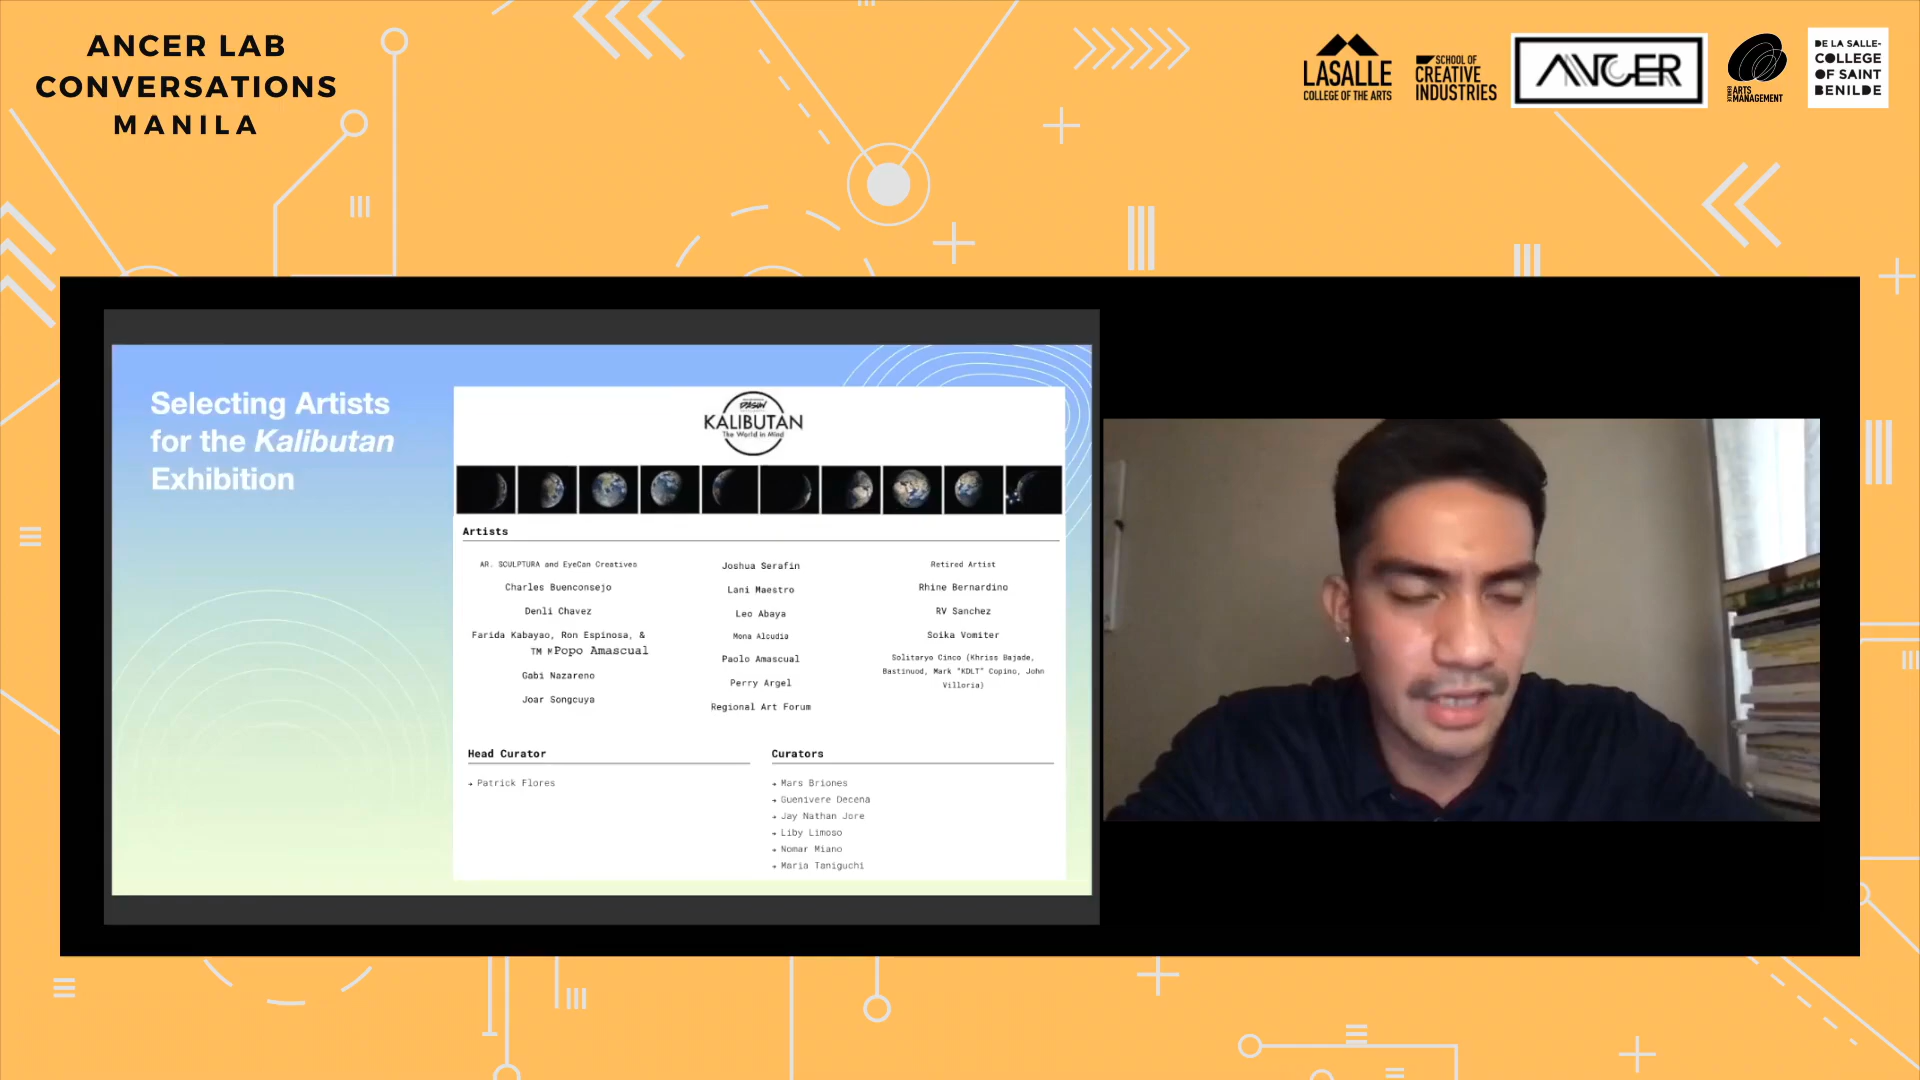 ANCER LAB
CONVERSATIONS
MANILA
LASALLE
COLLEGE OF THE ARTS
SCHOOL OF
CREATIVE
INDUSTRIES
ANCER
ARTS
MANAGEMENT
DE LA SALLE-
COLLEGE
OF SAINT
BENILDE
Selecting Artists
for the Kalibutan
Exhibition
KALIBUTAN
The World in Mind
Artists
AR. SCULPTURA and EyeCan Creatives
Charles Buenconsejo
Denli Chavez
Farida Kabayao, Ron Espinosa, &
TM Popo Amascual
Gabi Nazareno
Joar Songcuya
Joshua Serafin
Lani Maestro
Leo Abaya
Mona Alcudia
Paolo Amascual
Perry Argel
Regional Art Forum
Retired Artist
Rhine Bernardino
RV Sanchez
Soika Vomiter
Solitaryo Cinco (Khriss Bajade,
Bastinuod, Mark "KDLT" Copino, John
Villoria)
Head Curator
→ Patrick Flores
Curators
→ Mars Briones
→ Guenivere Decena
→ Jay Nathan Jore
→ Liby Limoso
→ Nomar Miano
→ Maria Taniguchi